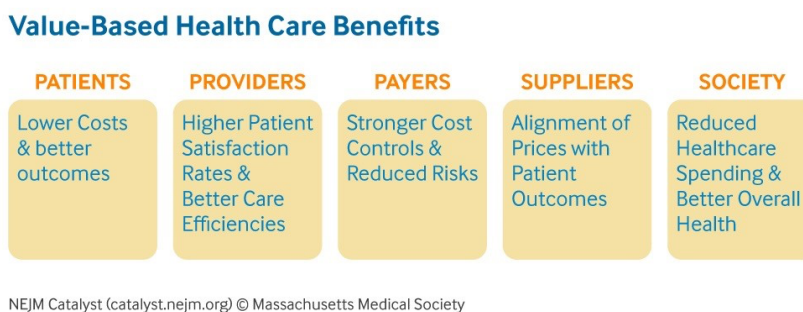 Value-Based Health Care Benefits
PATIENTS
Lower Costs
& better
outcomes
PROVIDERS
Higher Patient
Satisfaction
Rates &
Better Care
Efficiencies
PAYERS
Stronger Cost
Controls &
Reduced Risks
SUPPLIERS
Alignment of
Prices with
Patient
Outcomes
SOCIETY
Reduced
Healthcare
Spending &
Better Overall
Health
NEJM Catalyst (catalyst.nejm.org) © Massachusetts Medical Society